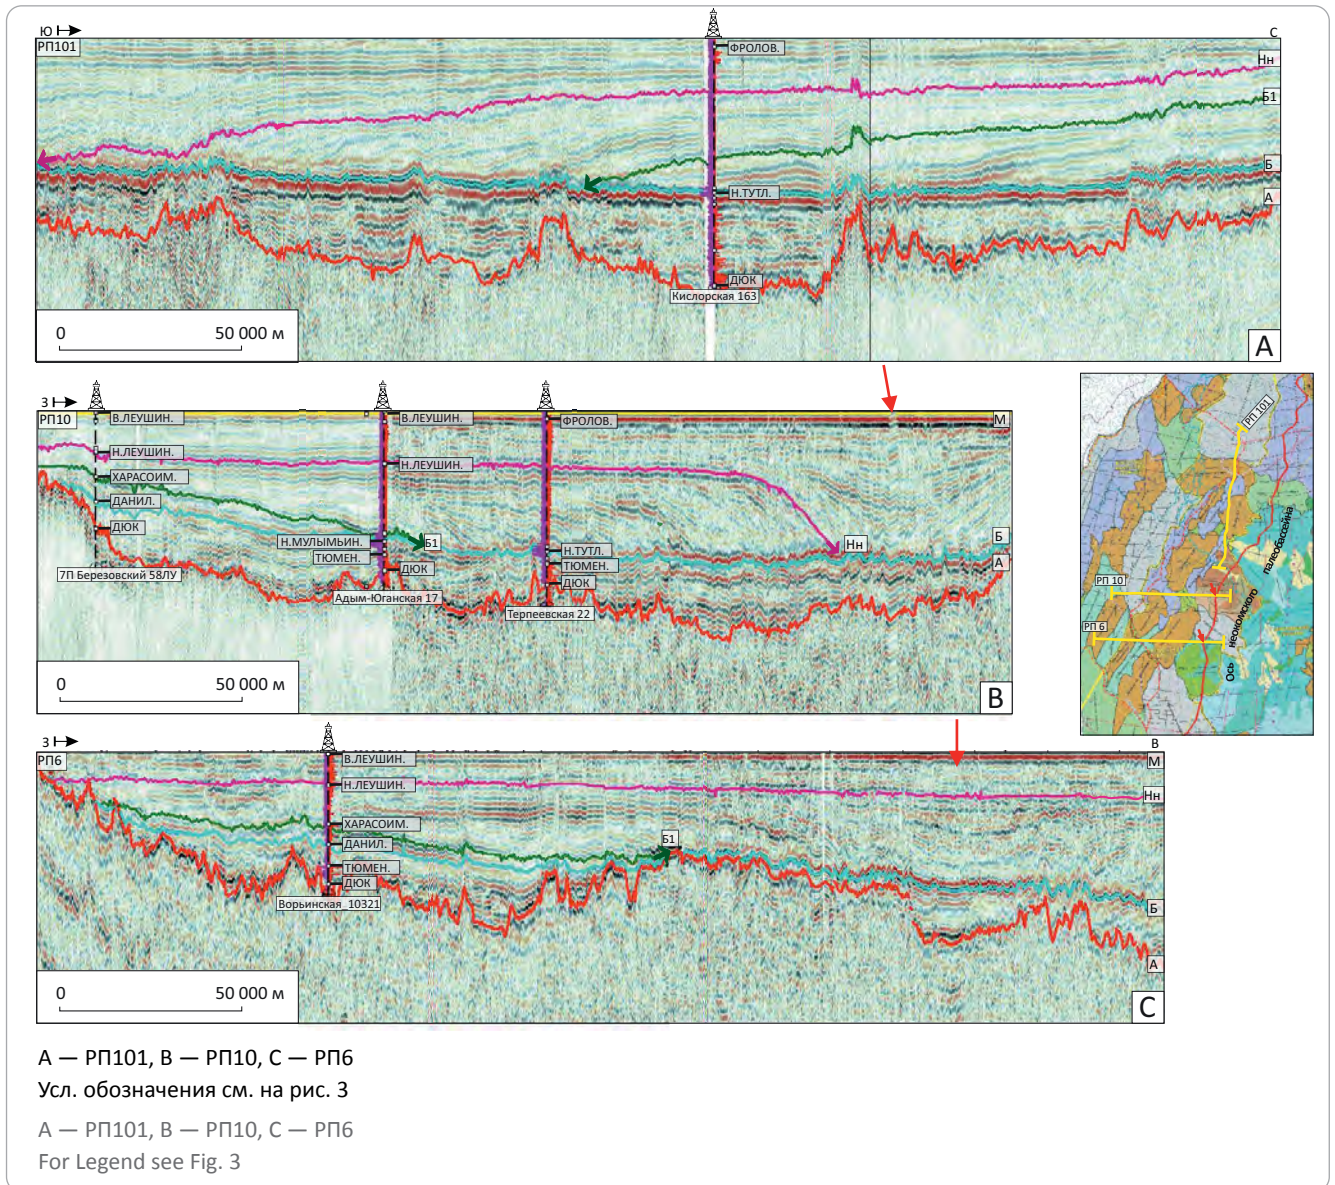 Ю
С
РП101
ФРОЛОВ.
Нн
Б1
Б
Н.ТУТЛ.
А
ДЮК
Кислорская 163
0 50 000 м
A
З
РП10
В.ЛЕУШИН.
В.ЛЕУШИН.
ФРОЛОВ.
М
Н.ЛЕУШИН.
Н.ЛЕУШИН.
ХАРАСОИМ.
ДАНИЛ.
ДЮК
Н.МУЛЫМЬИН.
Б1
Нн
Б
ТЮМЕН.
Н.ТУТЛ.
ТЮМЕН.
А
ДЮК
ДЮК
7П Березовский 58ЛУ
Адым-Юганская 17
Терпеевская 22
0 50 000 м
B
РП 101
РП 10
РП 6
Ось неокомского палеобассейна
З
В
РП6
В.ЛЕУШИН.
М
Н.ЛЕУШИН.
Нн
ХАРАСОИМ.
Б1
ДАНИЛ.
ТЮМЕН.
ДЮК
Б
Ворьинская_10321
А
0 50 000 м
C
A — РП101, B — РП10, C — РП6
Усл. обозначения см. на рис. 3
A — РП101, B — РП10, C — РП6
For Legend see Fig. 3